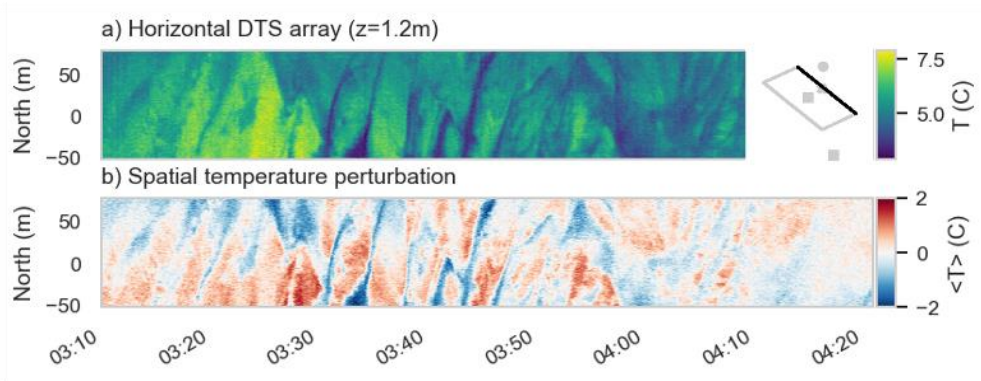 a) Horizontal DTS array (z=1.2m)
North (m)
50
0
−50
7.5
5.0
T (C)
b) Spatial temperature perturbation
North (m)
50
0
−50
2
0
−2
<T> (C)
03:10 03:20 03:30 03:40 03:50 04:00 04:10 04:20